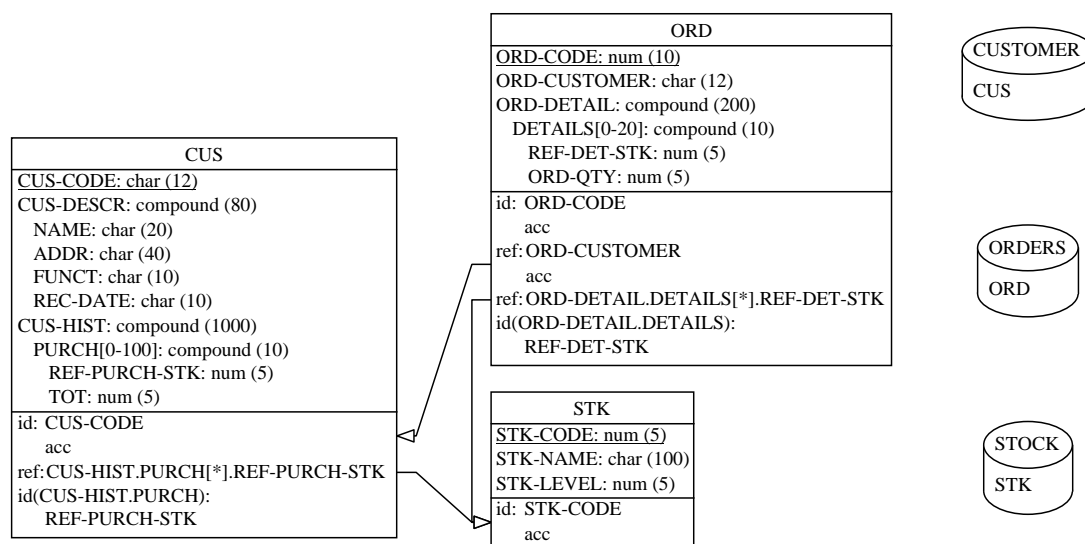 CUS
CUS-CODE: char (12)
CUS-DESCR: compound (80)
NAME: char (20)
ADDR: char (40)
FUNCT: char (10)
REC-DATE: char (10)
CUS-HIST: compound (1000)
PURCH[0-100]: compound (10)
REF-PURCH-STK: num (5)
TOT: num (5)
id: CUS-CODE
acc
ref:CUS-HIST.PURCH[*].REF-PURCH-STK
id(CUS-HIST.PURCH):
REF-PURCH-STK
ORD
ORD-CODE: num (10)
ORD-CUSTOMER: char (12)
ORD-DETAIL: compound (200)
DETAILS[0-20]: compound (10)
REF-DET-STK: num (5)
ORD-QTY: num (5)
id: ORD-CODE
acc
ref:ORD-CUSTOMER
acc
ref:ORD-DETAIL.DETAILS[*].REF-DET-STK
id(ORD-DETAIL.DETAILS):
REF-DET-STK
STK
STK-CODE: num (5)
STK-NAME: char (100)
STK-LEVEL: num (5)
id: STK-CODE
acc
CUSTOMER
CUS
ORDERS
ORD
STOCK
STK